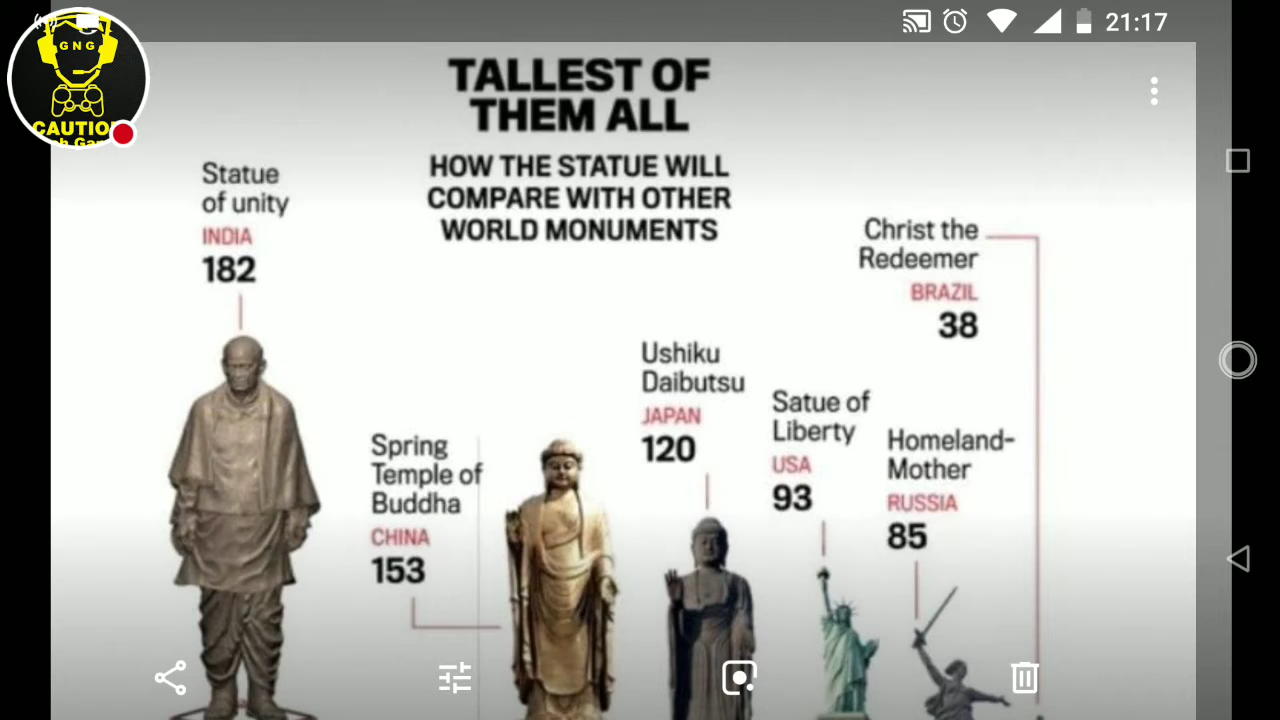 21:17
GNG
CAUTIO
TALLEST OF
THEM ALL
HOW THE STATUE WILL
COMPARE WITH OTHER
WORLD MONUMENTS
Statue
of unity
INDIA
182
Spring
Temple of
Buddha
CHINA
153
Ushiku
Daibutsu
JAPAN
120
Satue of
Liberty
USA
93
Homeland-
Mother
RUSSIA
85
Christ the
Redeemer
BRAZIL
38